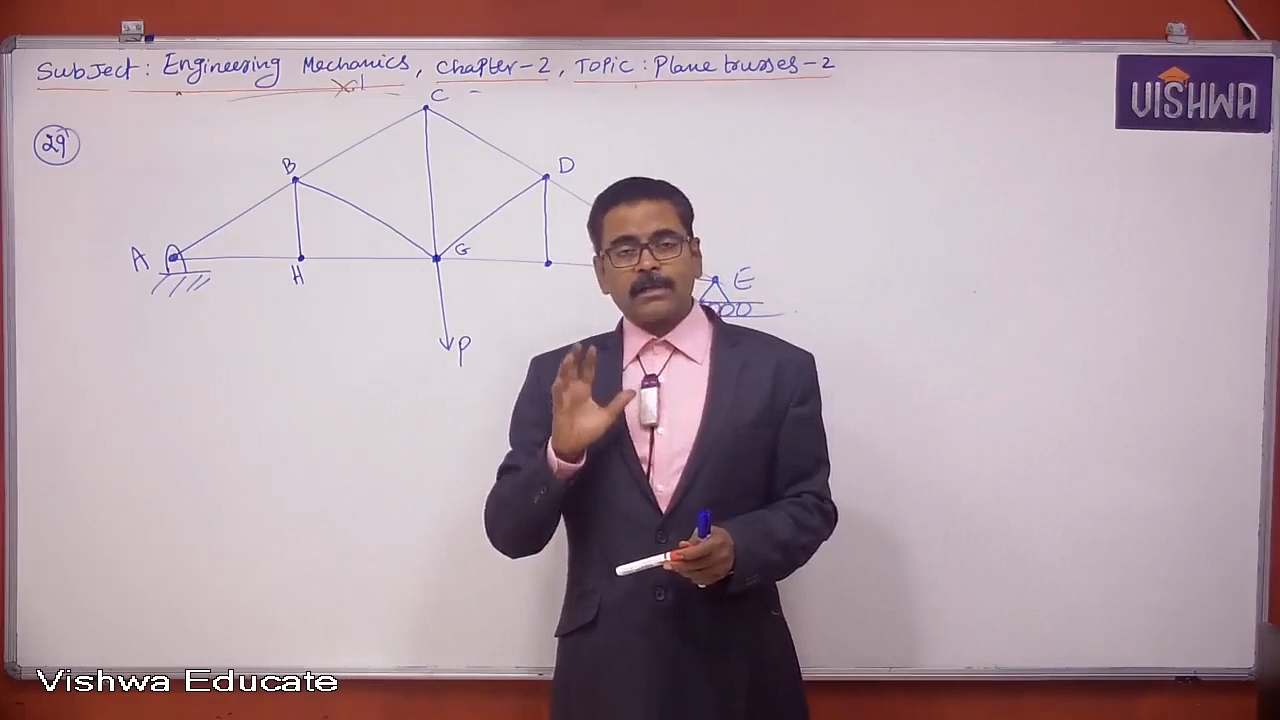 Subject: Engineering Mechanics, Chapter-2, Topic: Plane trusses-2
VISHWA
29
C
B
D
A
H
G
E
P
Vishwa Educate